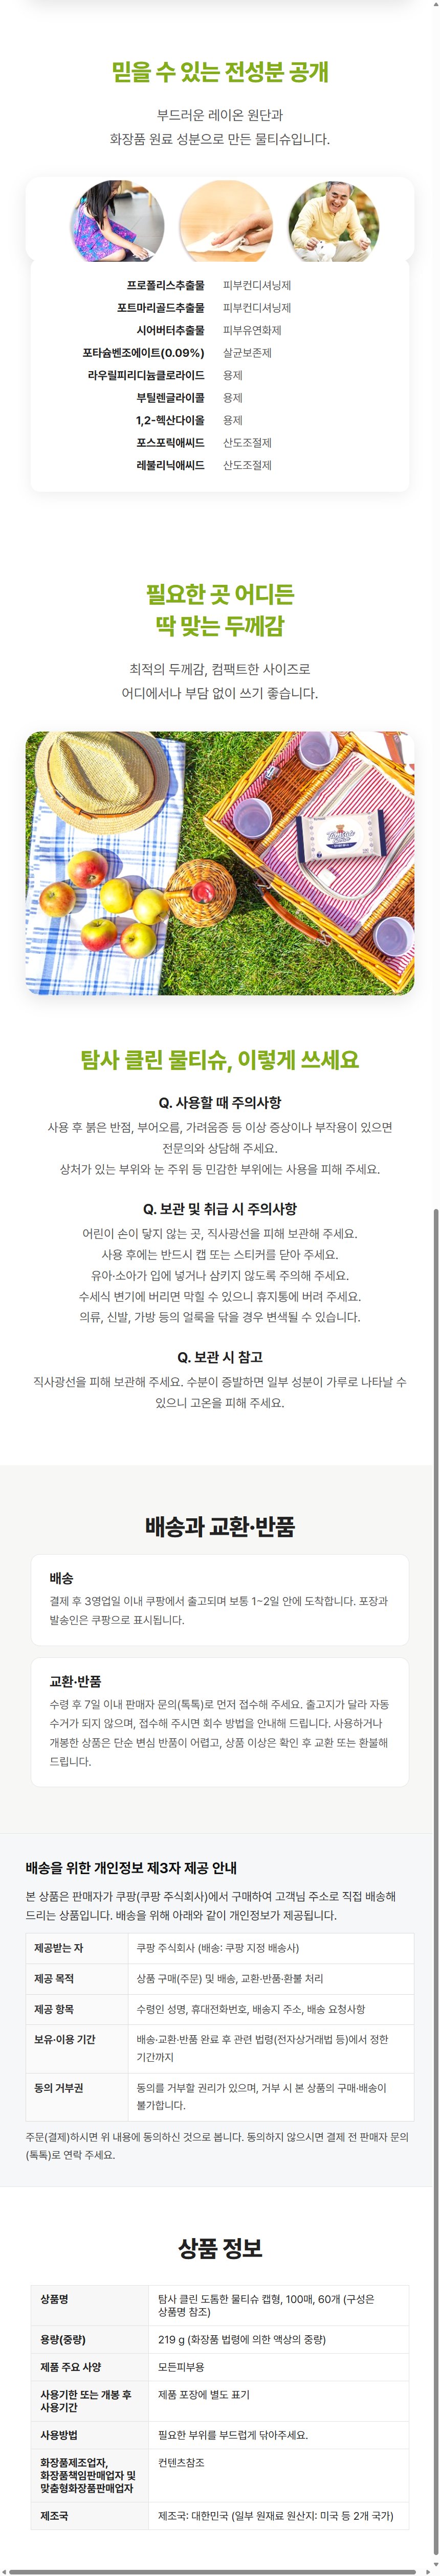 믿을 수 있는 전성분 공개
부드러운 레이온 원단과
화장품 원료 성분으로 만든 물티슈입니다.
프로폴리스추출물 피부컨디셔닝제
포트마리골드추출물 피부컨디셔닝제
시어버터추출물 피부유연화제
포타슘벤조에이트(0.09%) 살균보존제
라우릴피리디늄클로라이드 용제
부틸렌글라이콜 용제
1,2-헥산다이올 용제
포스포릭애씨드 산도조절제
레불리닉애씨드 산도조절제
필요한 곳 어디든
딱 맞는 두께감
최적의 두께감, 컴팩트한 사이즈로
어디에서나 부담 없이 쓰기 좋습니다.
탐사 클린 물티슈, 이렇게 쓰세요
Q. 사용할 때 주의사항
사용 후 붉은 반점, 부어오름, 가려움증 등 이상 증상이나 부작용이 있으면
전문의와 상담해 주세요.
상처가 있는 부위와 눈 주위 등 민감한 부위에는 사용을 피해 주세요.
Q. 보관 및 취급 시 주의사항
어린이 손이 닿지 않는 곳, 직사광선을 피해 보관해 주세요.
사용 후에는 반드시 캡 또는 스티커를 닫아 주세요.
유아·소아가 입에 넣거나 삼키지 않도록 주의해 주세요.
수세식 변기에 버리면 막힐 수 있으니 휴지통에 버려 주세요.
의류, 신발, 가방 등의 얼룩을 닦을 경우 변색될 수 있습니다.
Q. 보관 시 참고
직사광선을 피해 보관해 주세요. 수분이 증발하면 일부 성분이 가루로 나타날 수
있으니 고온을 피해 주세요.
배송과 교환·반품
배송
결제 후 3영업일 이내 쿠팡에서 출고되며 보통 1~2일 안에 도착합니다. 포장과
발송인은 쿠팡으로 표시됩니다.
교환·반품
수령 후 7일 이내 판매자 문의(톡톡)로 먼저 접수해 주세요. 출고지가 달라 자동
수거가 되지 않으며, 접수해 주시면 회수 방법을 안내해 드립니다. 사용하거나
개봉한 상품은 단순 변심 반품이 어렵고, 상품 이상은 확인 후 교환 또는 환불해
드립니다.
배송을 위한 개인정보 제3자 제공 안내
본 상품은 판매자가 쿠팡(쿠팡 주식회사)에서 구매하여 고객님 주소로 직접 배송해
드리는 상품입니다. 배송을 위해 아래와 같이 개인정보가 제공됩니다.
제공받는 자 쿠팡 주식회사 (배송: 쿠팡 지정 배송사)
제공 목적 상품 구매(주문) 및 배송, 교환·반품·환불 처리
제공 항목 수령인 성명, 휴대전화번호, 배송지 주소, 배송 요청사항
보유·이용 기간 배송·교환·반품 완료 후 관련 법령(전자상거래법 등)에서 정한
기간까지
동의 거부권 동의를 거부할 권리가 있으며, 거부 시 본 상품의 구매·배송이
불가합니다.
주문(결제)하시면 위 내용에 동의하신 것으로 봅니다. 동의하지 않으시면 결제 전 판매자 문의
(톡톡)로 연락 주세요.
상품 정보
상품명 탐사 클린 도톰한 물티슈 캡형, 100매, 60개 (구성은
상품명 참조)
용량(중량) 219 g (화장품 법령에 의한 액상의 중량)
제품 주요 사양 모든피부용
사용기한 또는 개봉 후 제품 포장에 별도 표기
사용기간
사용방법 필요한 부위를 부드럽게 닦아주세요.
화장품제조업자, 컨텐츠참조
화장품책임판매업자 및
맞춤형화장품판매업자
제조국 제조국: 대한민국 (일부 원재료 원산지: 미국 등 2개 국가)